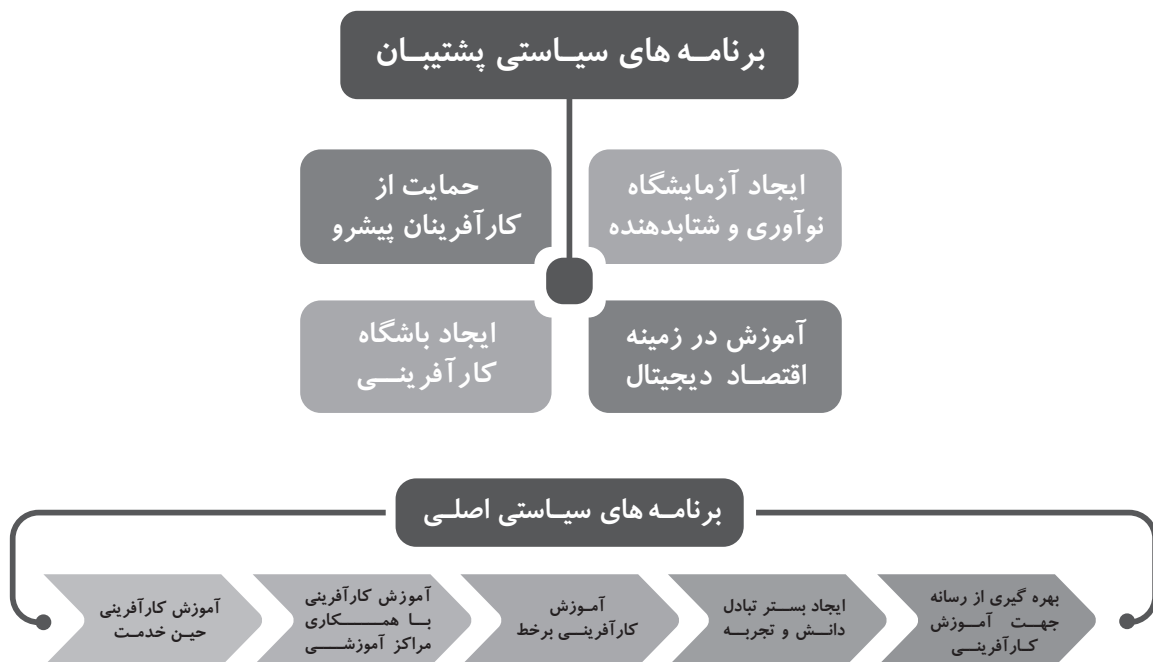 برنامه های سیاستی پشتیبان
ایجاد آزمایشگاه
نوآوری و شتابدهنده
حمایت از
کارآفرینان پیشرو
آموزش در زمینه
اقتصاد دیجیتال
ایجاد باشگاه
کارآفرینی
برنامه های سیاستی اصلی
بهره گیری از رسانه
جهت آموزش
کارآفرینی
ایجاد بستر تبادل
دانش و تجربه
آموزش
کارآفرینی برخط
آموزش کارآفرینی
با همکاری
مراکز آموزشی
آموزش کارآفرینی
حین خدمت